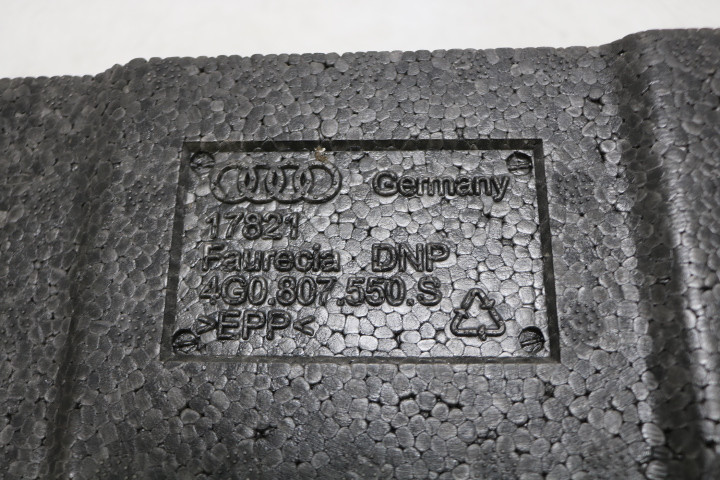 Germany
17821
Faurecia DNP
4G0.807.550.S
>EPP<